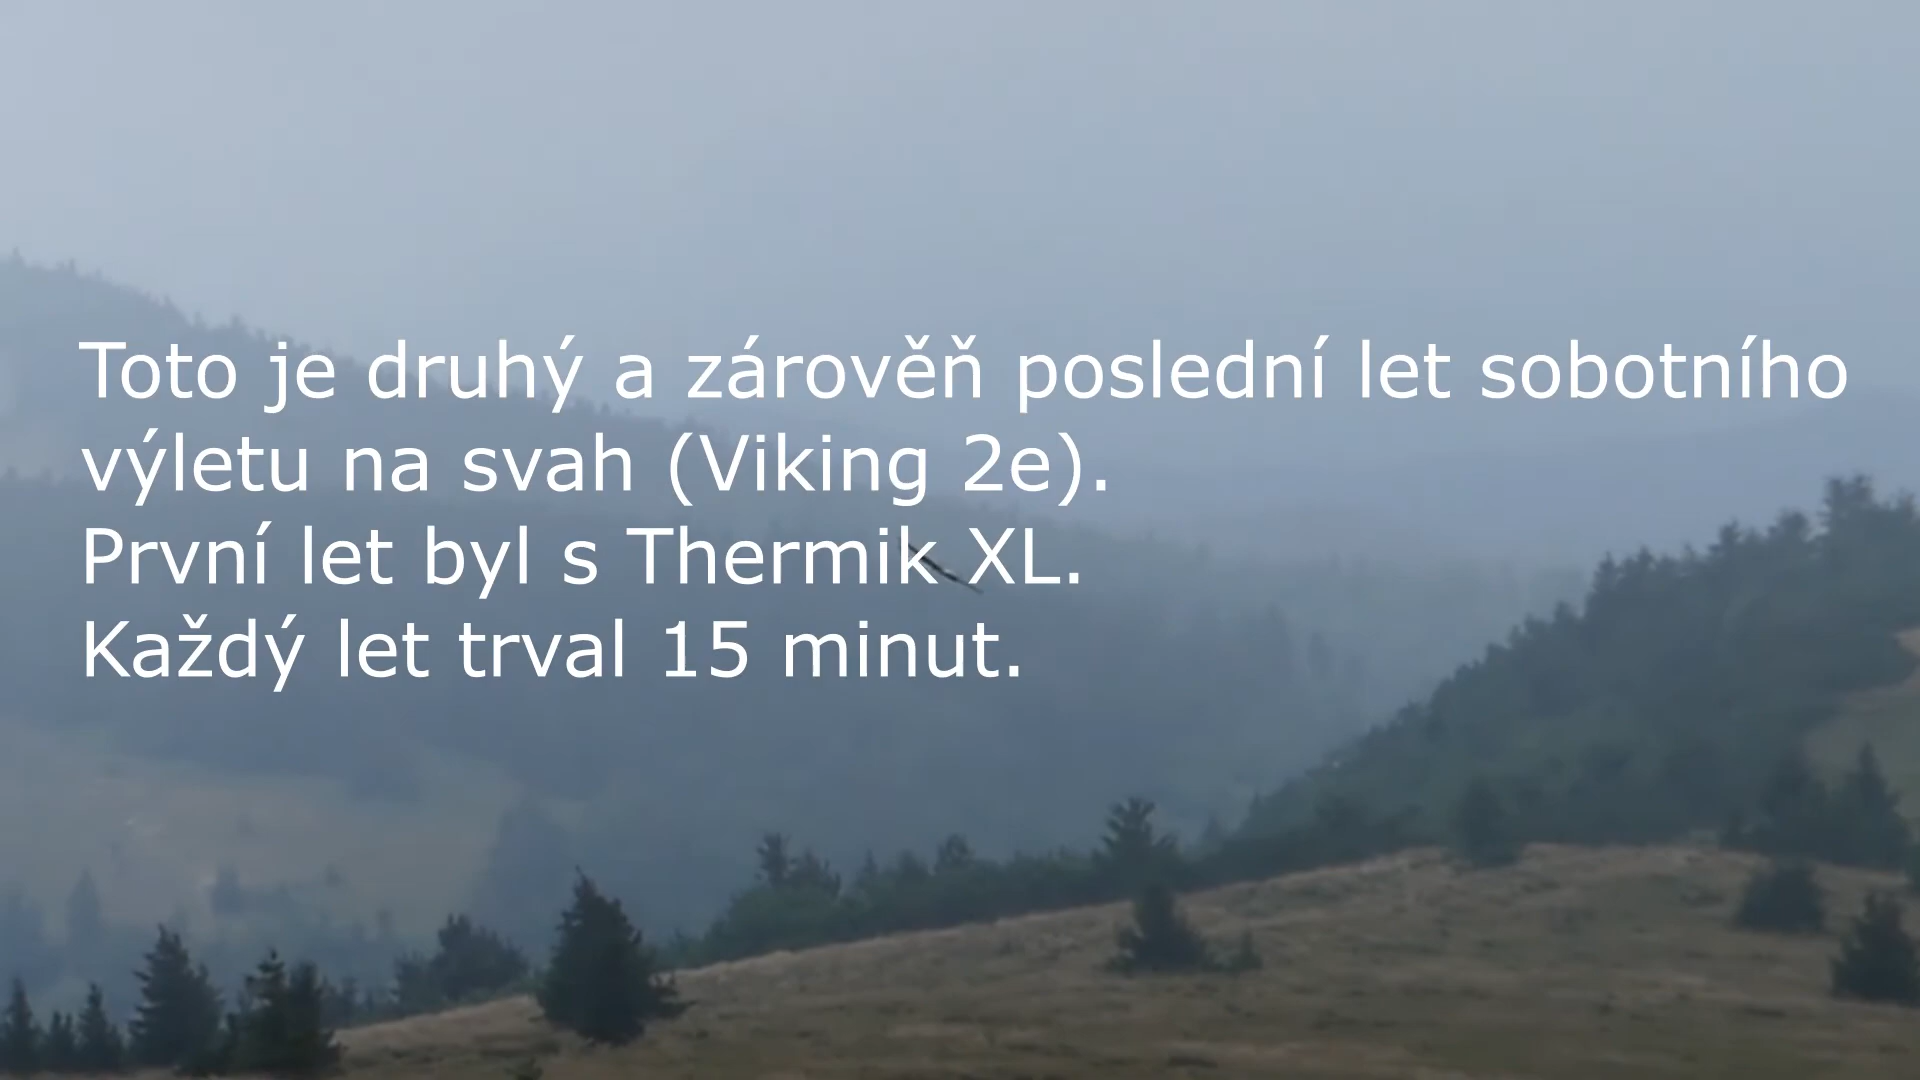 Toto je druhý a zárověň poslední let sobotního
výletu na svah (Viking 2e).
První let byl s Thermik XL.
Každý let trval 15 minut.